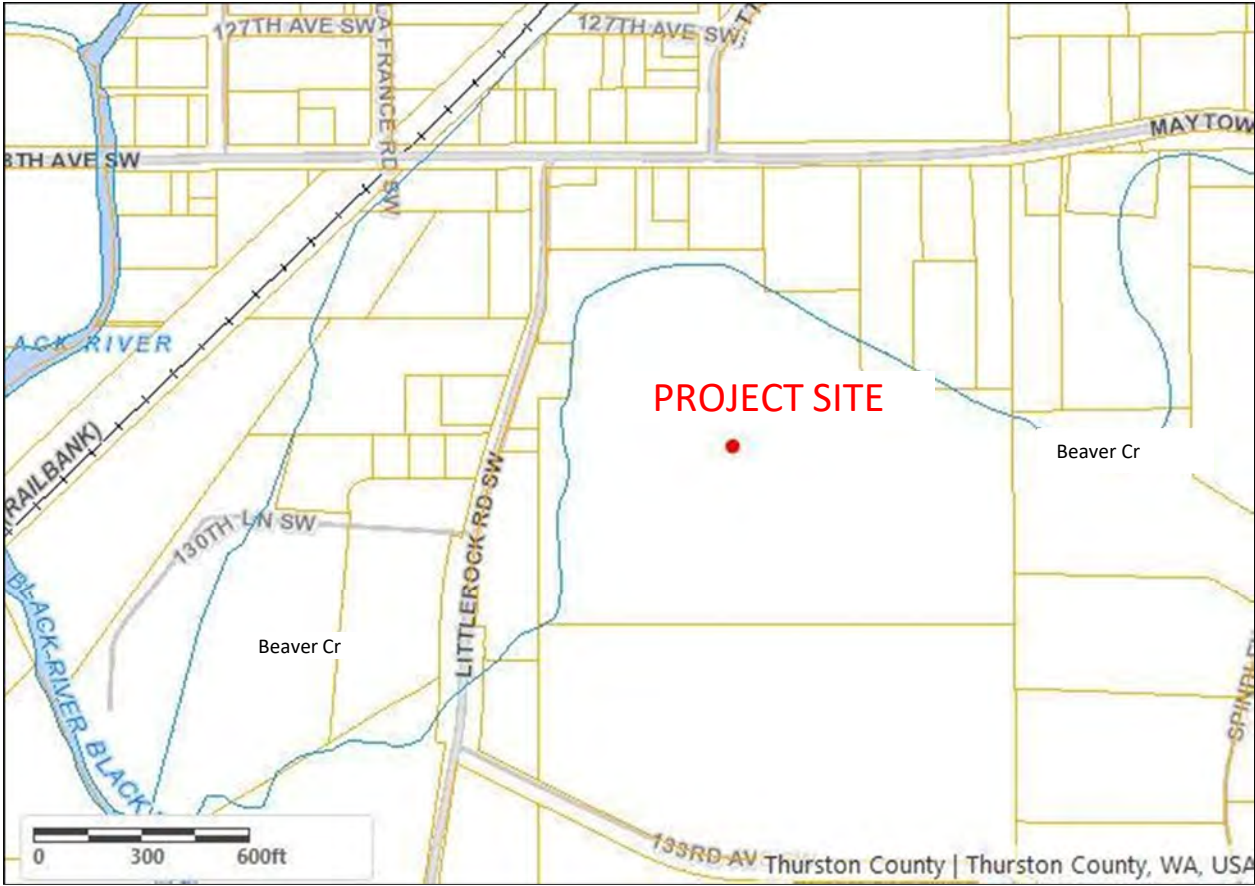 127TH AVE SW
127TH AVE SW
LA FRANCE RD SW
MAYTOW
8TH AVE SW
ACK RIVER
PROJECT SITE
Beaver Cr
RAILBANK)
LITTLEROCK RD SW
130TH LN SW
Beaver Cr
BLACK RIVER
BLACK
133RD AV
0 300 600ft
Thurston County | Thurston County, WA, USA